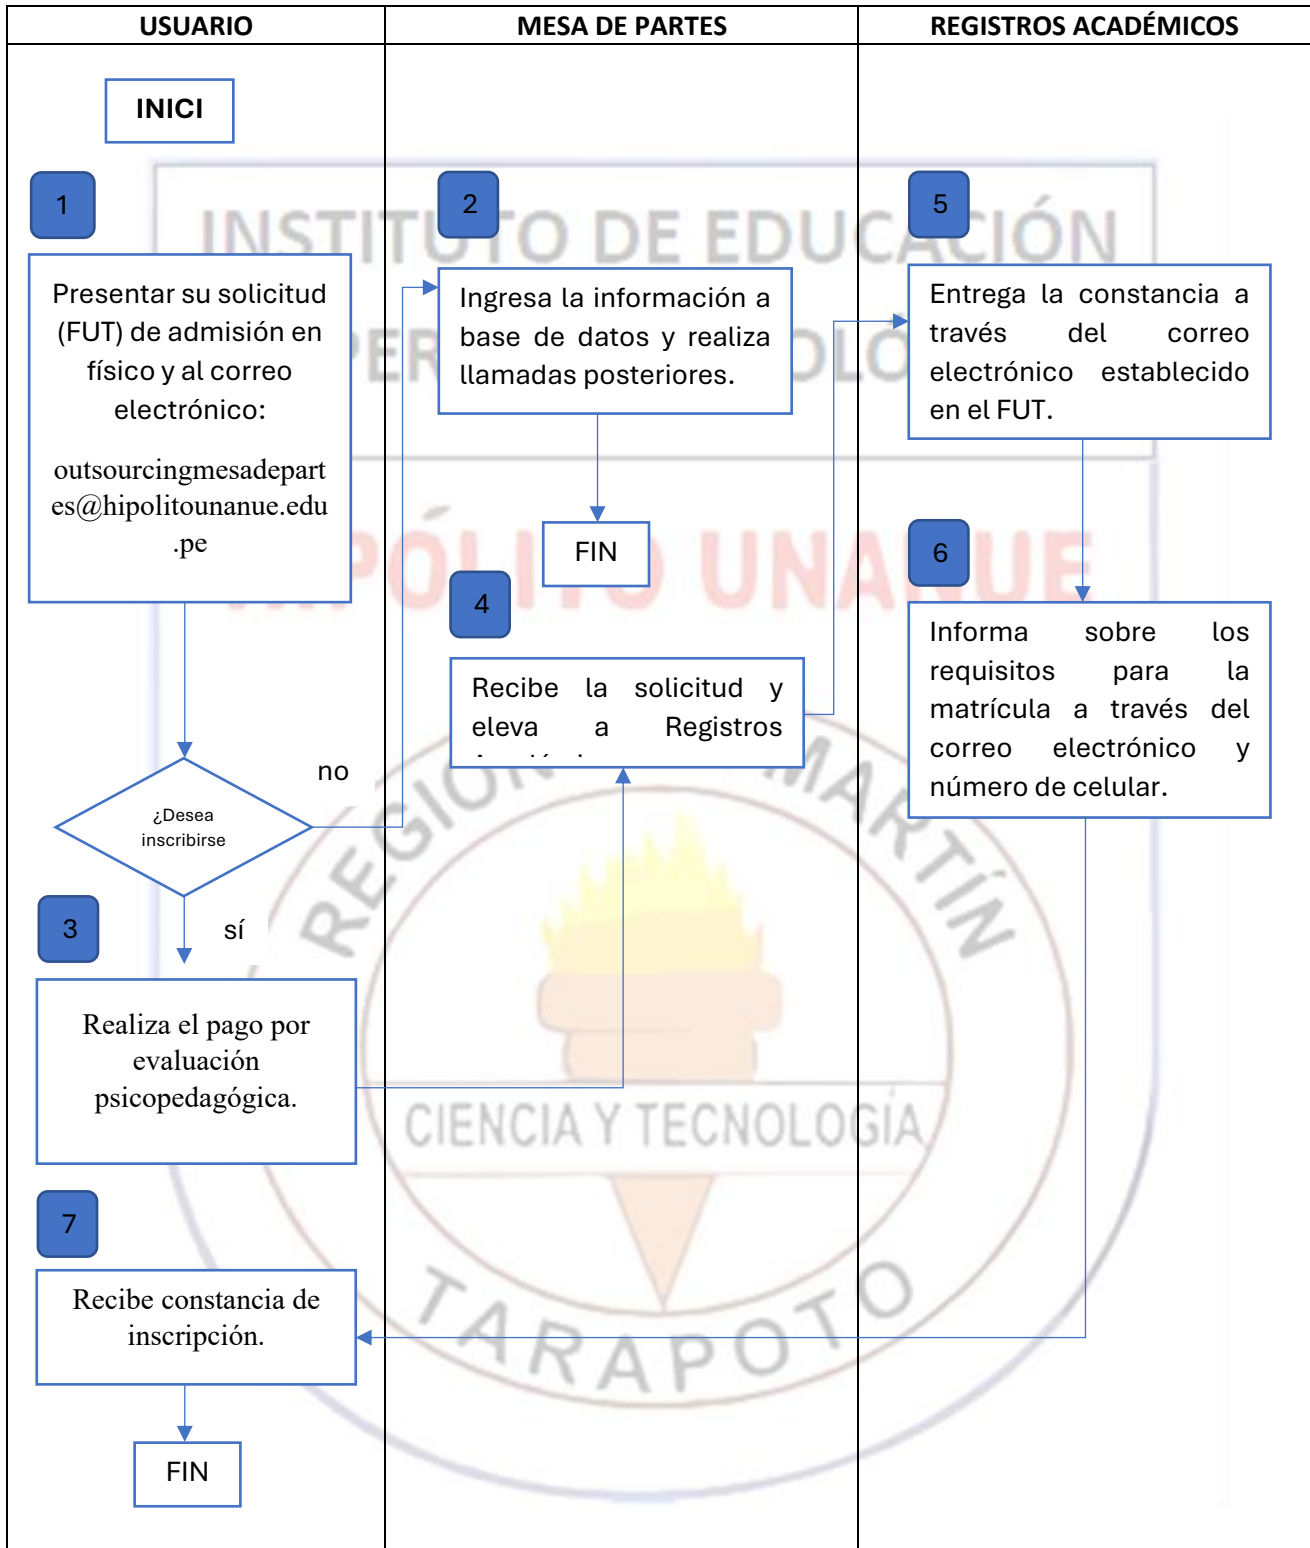 USUARIO
MESA DE PARTES
REGISTROS ACADÉMICOS
INICI
1
Presentar su solicitud
(FUT) de admisión en
físico y al correo
electrónico:
outsourcingmesadepart
es@hipolitounanue.edu
.pe
¿Desea
inscribirse
no
sí
2
Ingresa la información a
base de datos y realiza
llamadas posteriores.
FIN
3
Realiza el pago por
evaluación
psicopedagógica.
4
Recibe la solicitud y
eleva a Registros
5
Entrega la constancia a
través del correo
electrónico establecido
en el FUT.
6
Informa sobre los
requisitos para la
matrícula a través del
correo electrónico y
número de celular.
7
Recibe constancia de
inscripción.
FIN
INSTITUTO DE EDUCACIÓN
HIPÓLITO UNANUE
REGION MARTÍN
CIENCIA Y TECNOLOGÍA
TARAPOTO